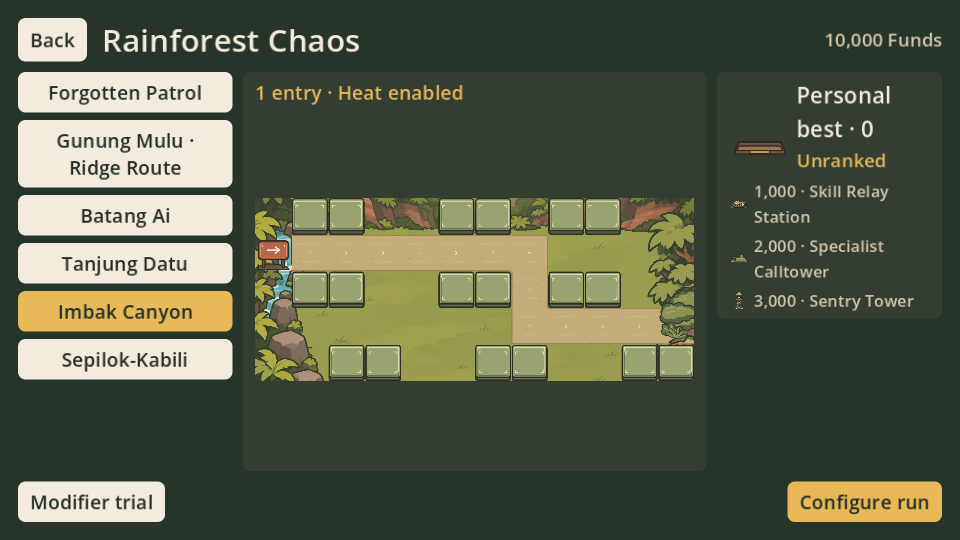 Back
Rainforest Chaos
10,000 Funds
Forgotten Patrol
Gunung Mulu ·
Ridge Route
Batang Ai
Tanjung Datu
Imbak Canyon
Sepilok-Kabili
1 entry · Heat enabled
Personal
best · 0
Unranked
1,000 · Skill Relay
Station
2,000 · Specialist
Calltower
3,000 · Sentry Tower
Modifier trial
Configure run